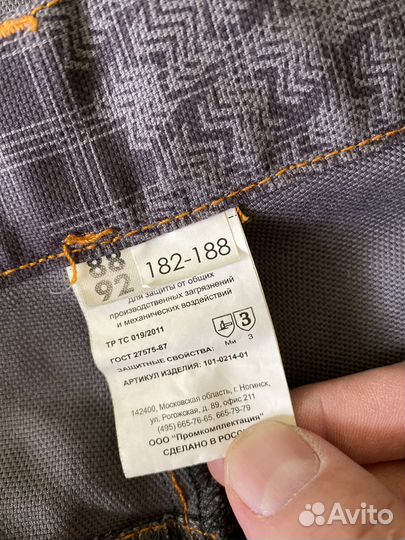 88
92
182-188
для защиты от общих
производственных загрязнений
и механических воздействий
ТР ТС 019/2011
ГОСТ 27575-87
ЗАЩИТНЫЕ СВОЙСТВА:
Ми З
АРТИКУЛ ИЗДЕЛИЯ: 101-0214-01
142400, Московская область, г. Ногинск,
ул. Рогожская, д. 89, офис 211
(495) 665-76-65, 665-79-79
ООО "Промкомплектация"
СДЕЛАНО В РОСС
Avito